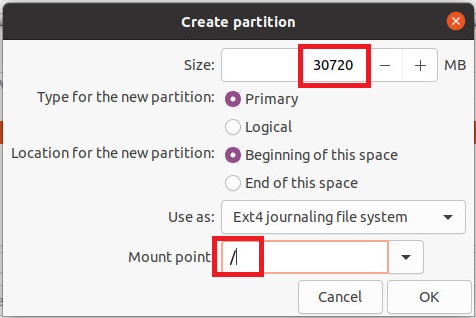 Create partition
Size: 30720 − + MB
Type for the new partition: Primary
Logical
Location for the new partition: Beginning of this space
End of this space
Use as: Ext4 journaling file system
Mount point /
Cancel OK